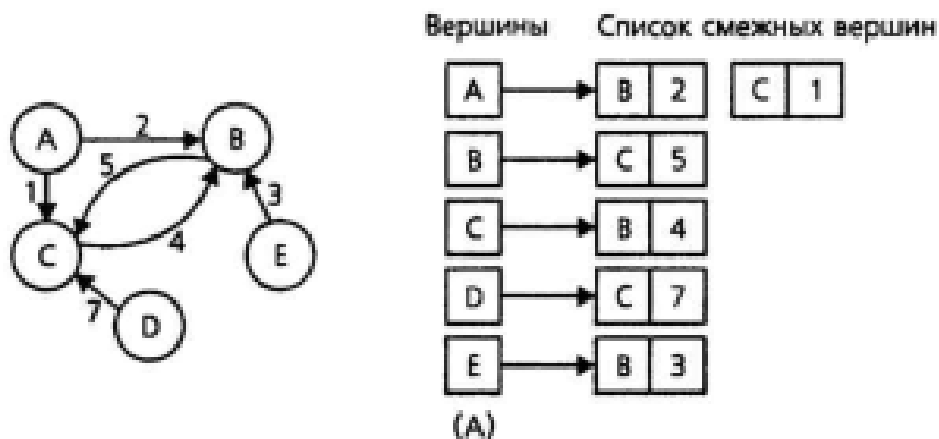 Вершины Список смежных вершин
A B 2 C 1
A 2 B
5
B C 5
1
3
C B 4
C 4 E
D C 7
7 D
E B 3
(A)